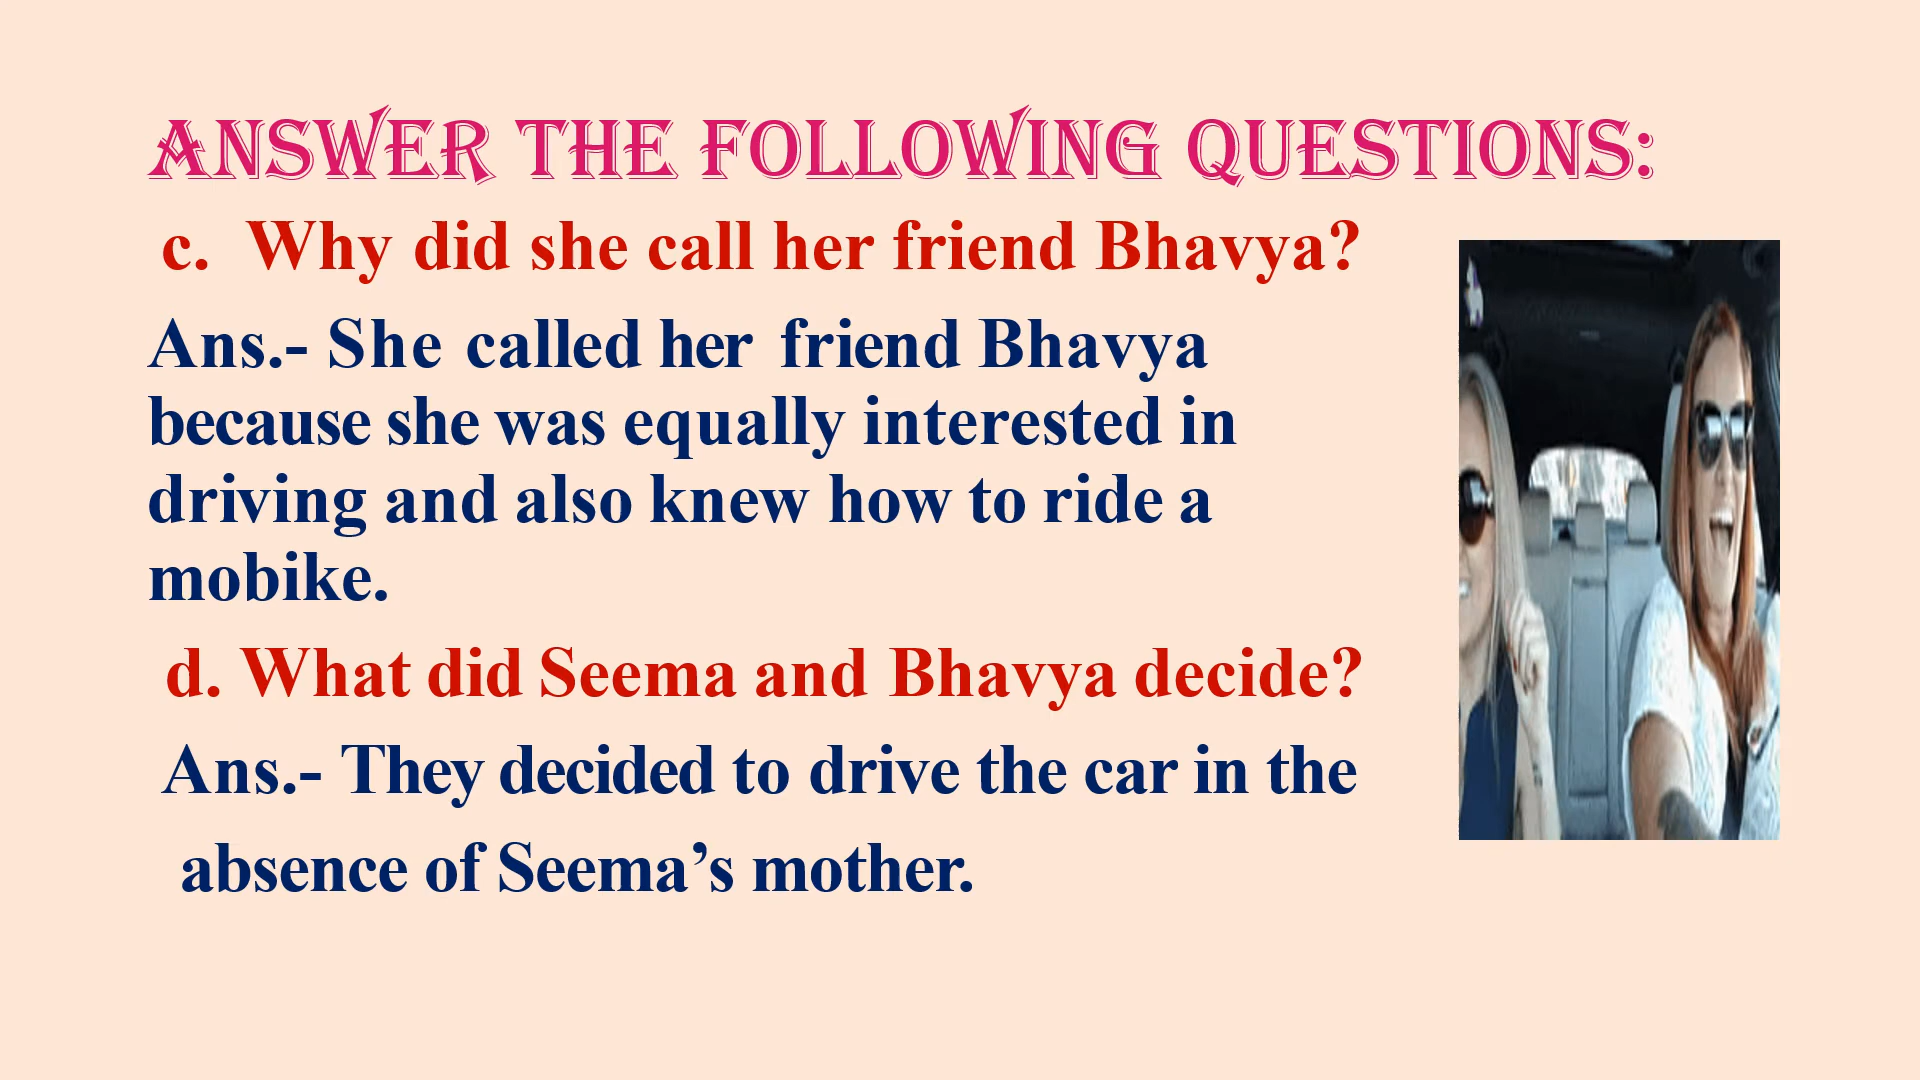 ANSWER THE FOLLOWING QUESTIONS:
c. Why did she call her friend Bhavya?
Ans.- She called her friend Bhavya
because she was equally interested in
driving and also knew how to ride a
mobike.
d. What did Seema and Bhavya decide?
Ans.- They decided to drive the car in the
absence of Seema’s mother.